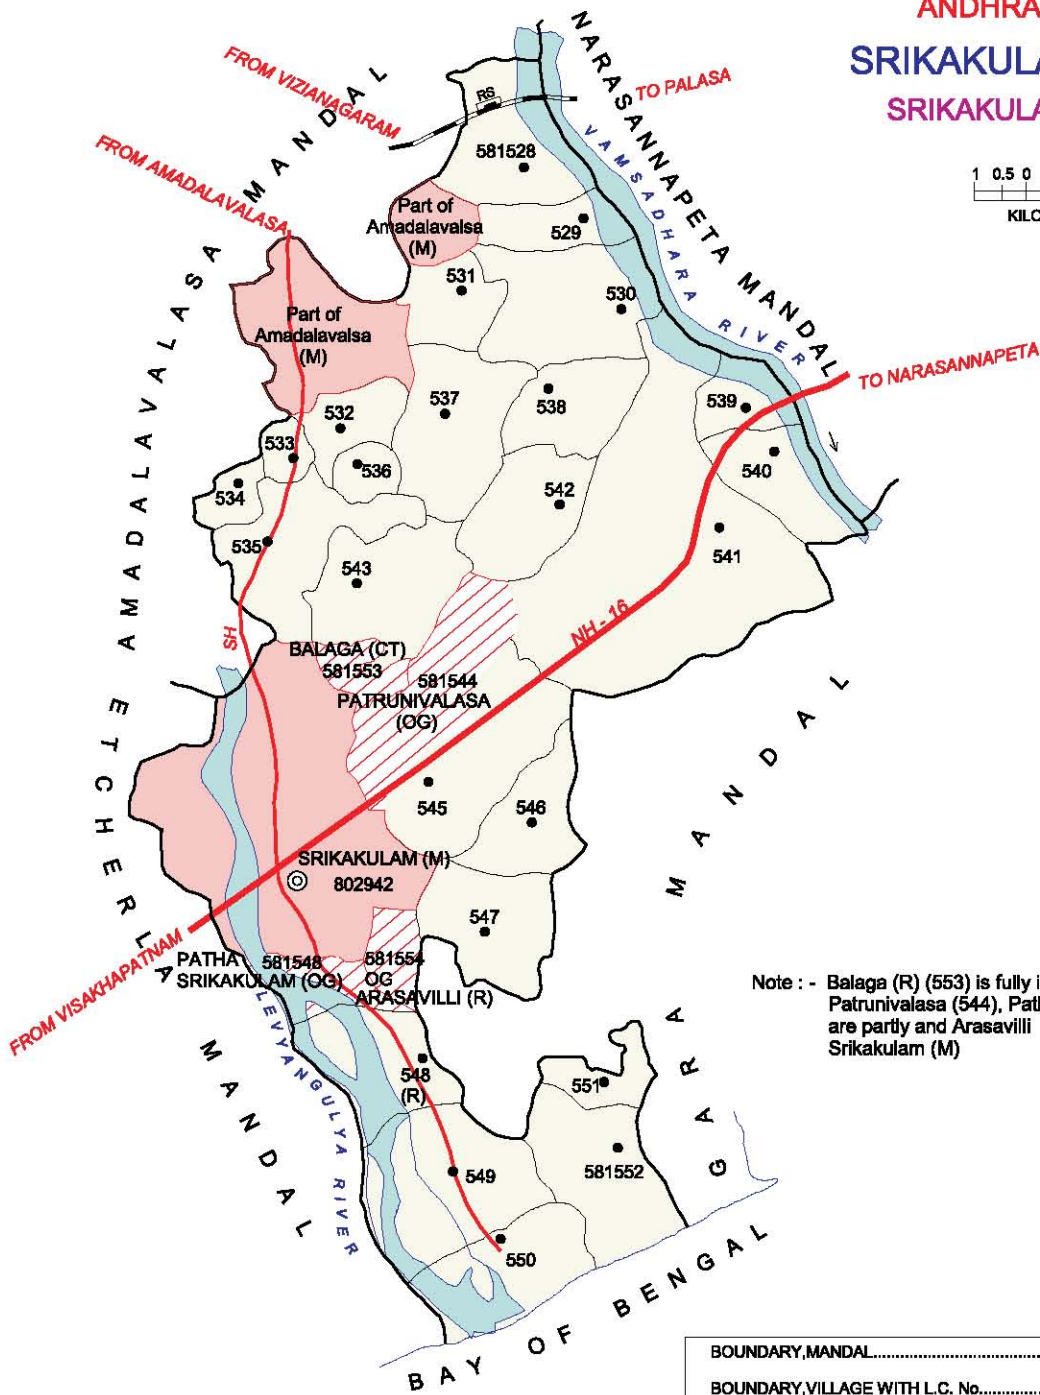 ANDHRA
SRIKAKULA
SRIKAKULA
1 0.5 0
KILO
FROM VIZIANAGARAM
RS
TO PALASA
NARASANNAPETA MANDAL
VAMSADHARA RIVER
FROM AMADALAVALASA
AMADALAVALASA MANDAL
581528
Part of
Amadalavalsa
(M)
529
531
530
Part of
Amadalavalsa
(M)
TO NARASANNAPETA
532
537
538
539
533
536
540
534
542
535
541
543
SH
NH - 16
BALAGA (CT)
581553
581544
PATRUNIVALASA
(OG)
545
546
SRIKAKULAM (M)
802942
547
FROM VISAKHAPATNAM
ETCHERLA MANDAL
PATHA 581548
SRIKAKULAM (OG)
581554
OG
ARASAVILLI (R)
GARA MANDAL
Note : - Balaga (R) (553) is fully i
Patrunivalasa (544), Pat
are partly and Arasavilli
Srikakulam (M)
LEVYANGULYA RIVER
548
(R)
551
549
581552
550
BAY OF BENGAL
BOUNDARY,MANDAL
BOUNDARY,VILLAGE WITH L.C. No.